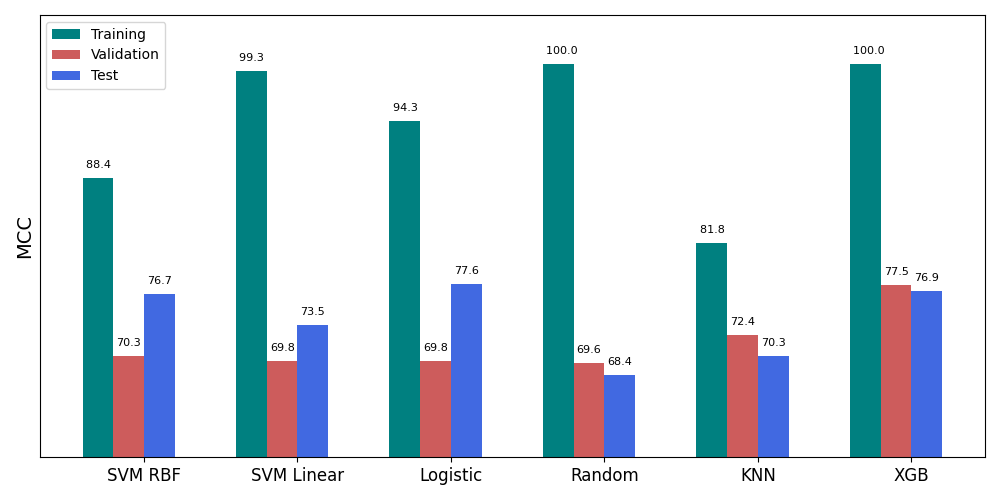 Training
Validation
Test
MCC
88.4
70.3
76.7
99.3
69.8
73.5
94.3
69.8
77.6
100.0
69.6
68.4
81.8
72.4
70.3
100.0
77.5
76.9
SVM RBF
SVM Linear
Logistic
Random
KNN
XGB